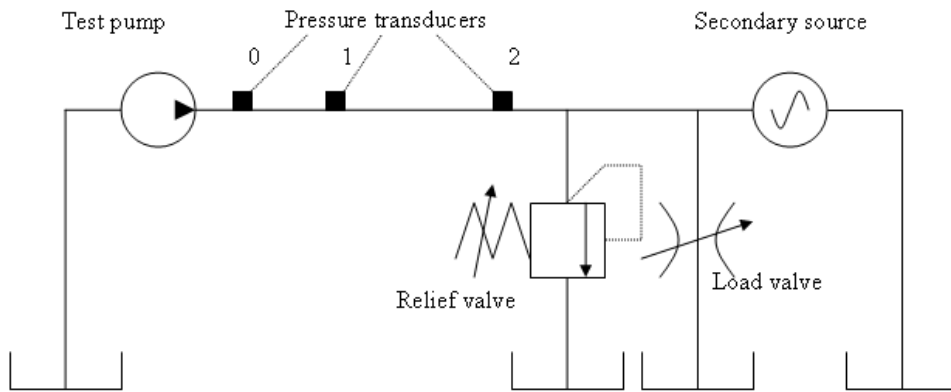 Test pump
Pressure transducers
Secondary source
0
1
2
Relief valve
Load valve